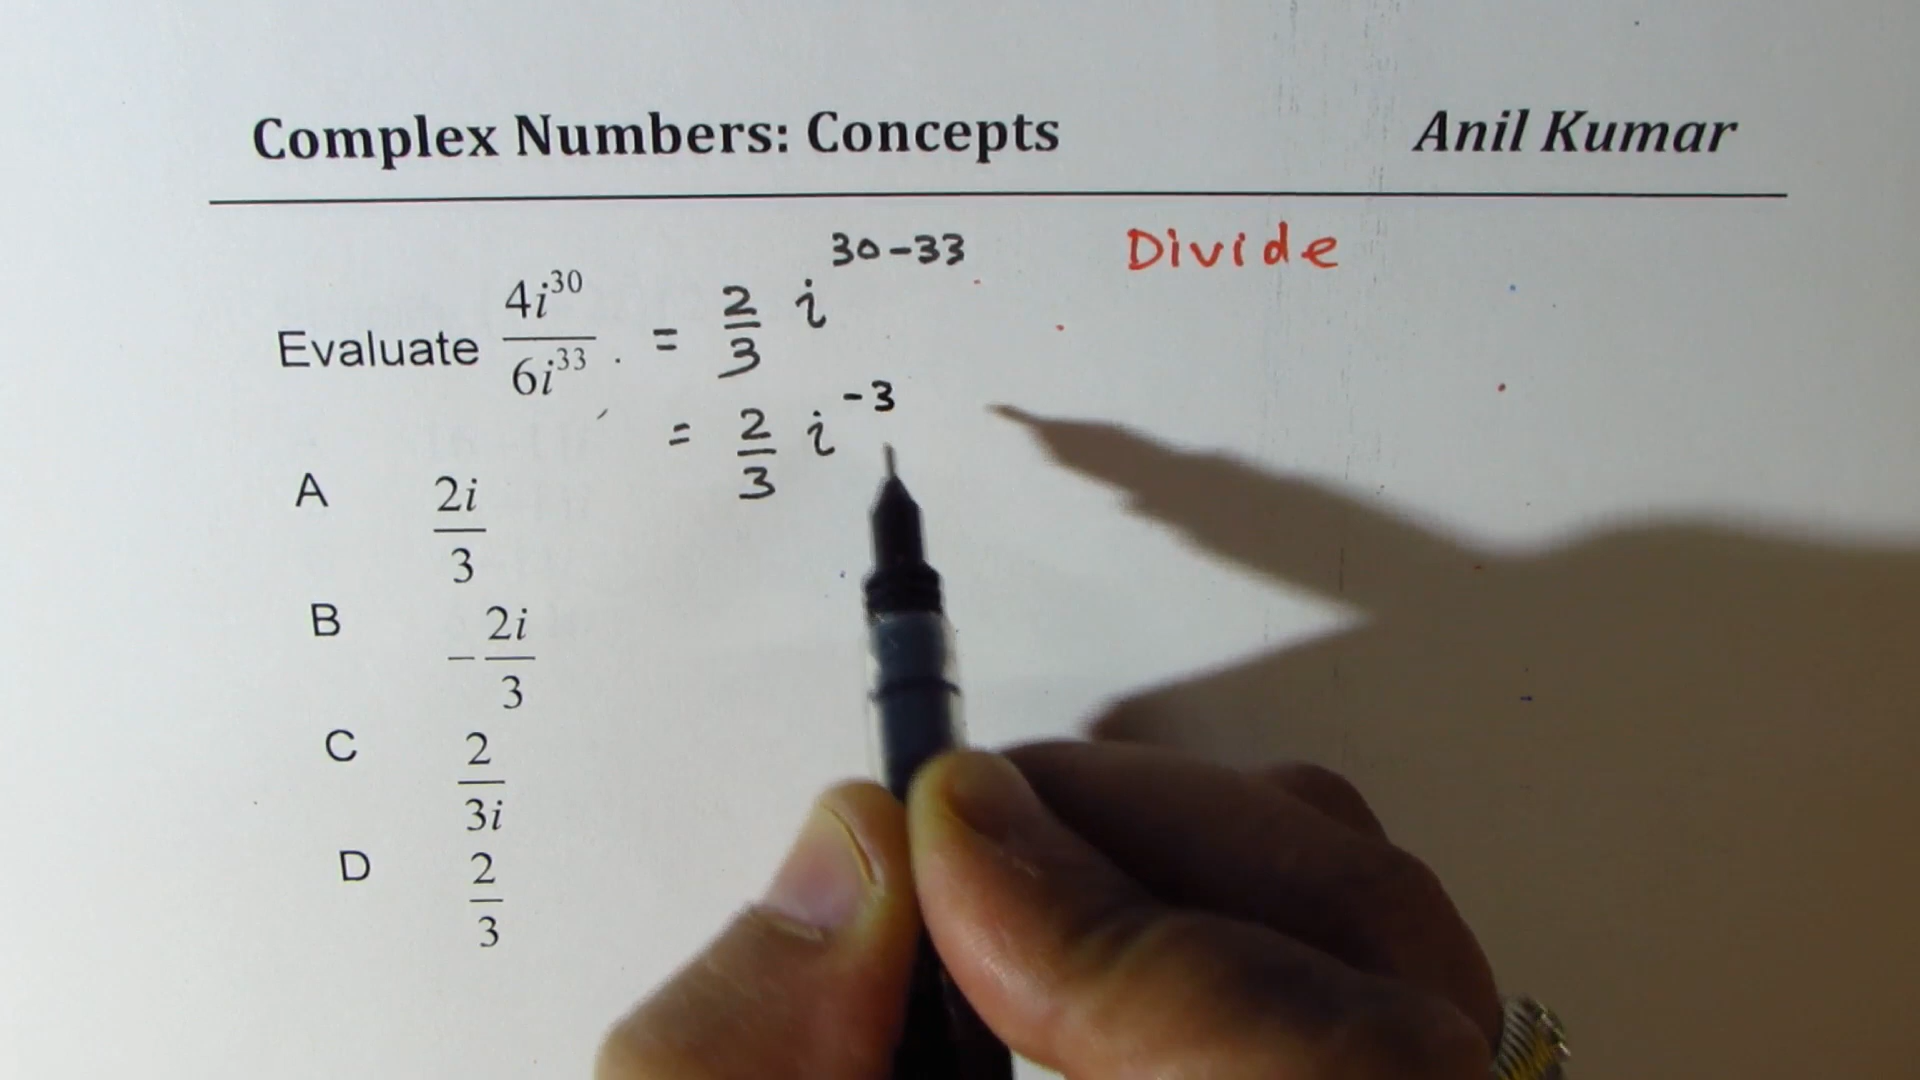 Complex Numbers: Concepts Anil Kumar
Divide
Evaluate 4i^30 / 6i^33 . = 2/3 i^(30-33)
= 2/3 i^-3
A 2i/3
B -2i/3
C 2/3i
D 2/3